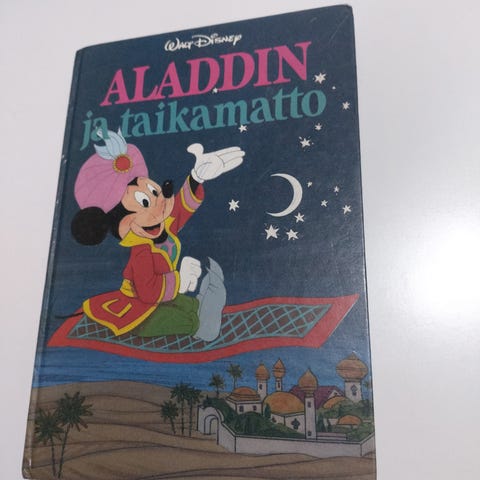 Walt Disney
ALADDIN
ja taikamatto